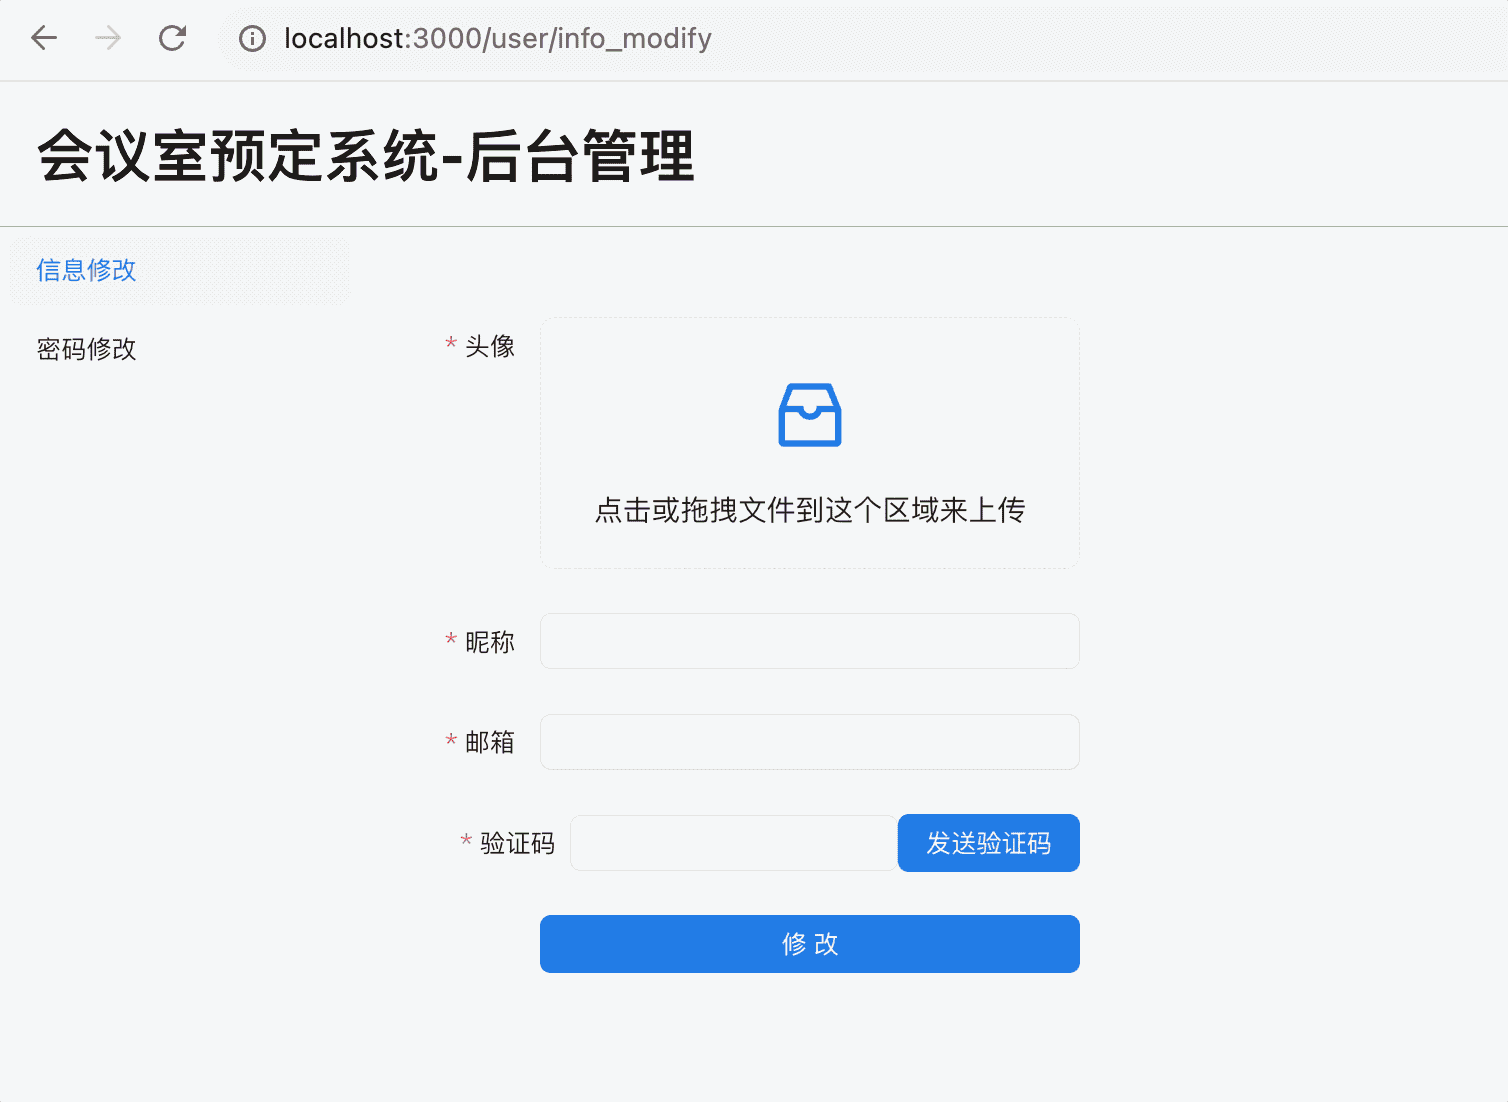 localhost:3000/user/info_modify
会议室预定系统-后台管理
信息修改
密码修改
* 头像
点击或拖拽文件到这个区域来上传
* 昵称
* 邮箱
* 验证码
发送验证码
修 改